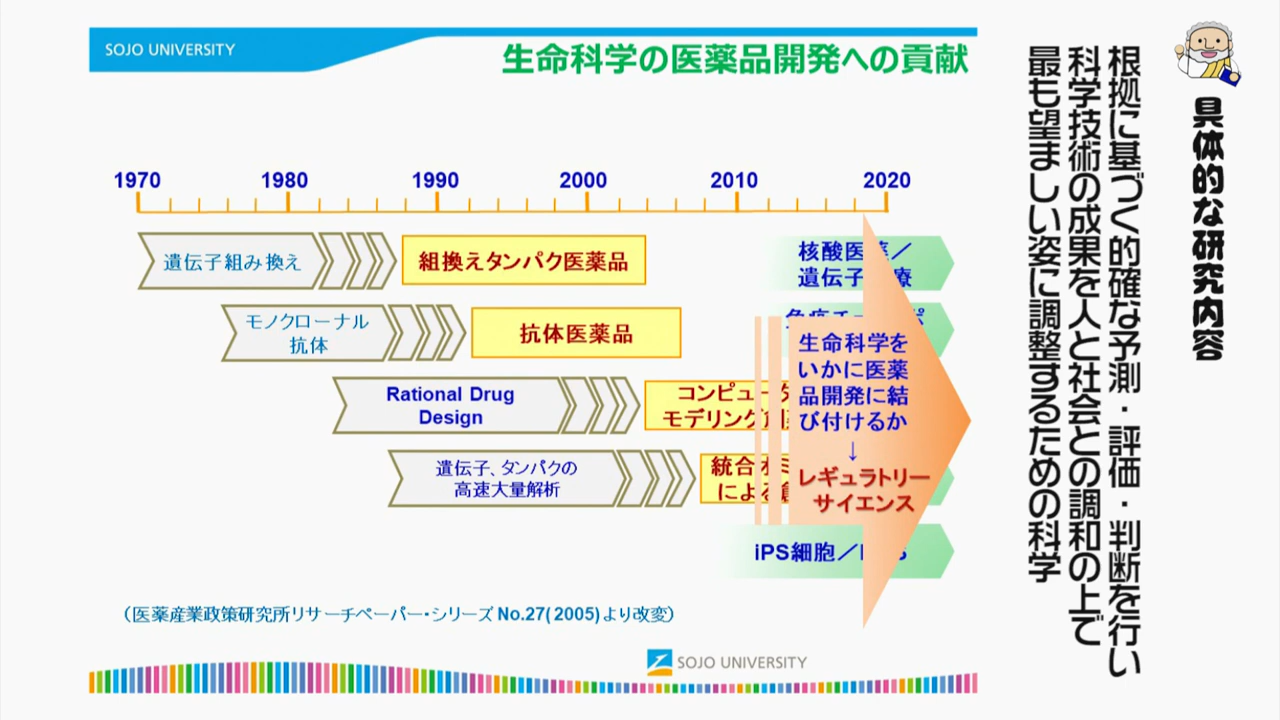 SOJO UNIVERSITY
生命科学の医薬品開発への貢献
1970 1980 1990 2000 2010 2020
遺伝子組み換え
組換えタンパク医薬品
核酸医薬／
遺伝子
療
モノクローナル
抗体
抗体医薬品
Rational Drug
Design
コンピュータ
モデリング
遺伝子、タンパクの
高速大量解析
統合オミ
による
iPS細胞／
生命科学を
いかに医薬
品開発に結
び付けるか
↓
レギュラトリー
サイエンス
（医薬産業政策研究所リサーチペーパー・シリーズ No.27( 2005) より改変）
SOJO UNIVERSITY
具体的な研究内容
根拠に基づく的確な予測・評価・判断を行い
科学技術の成果を人と社会との調和の上で
最も望ましい姿に調整するための科学